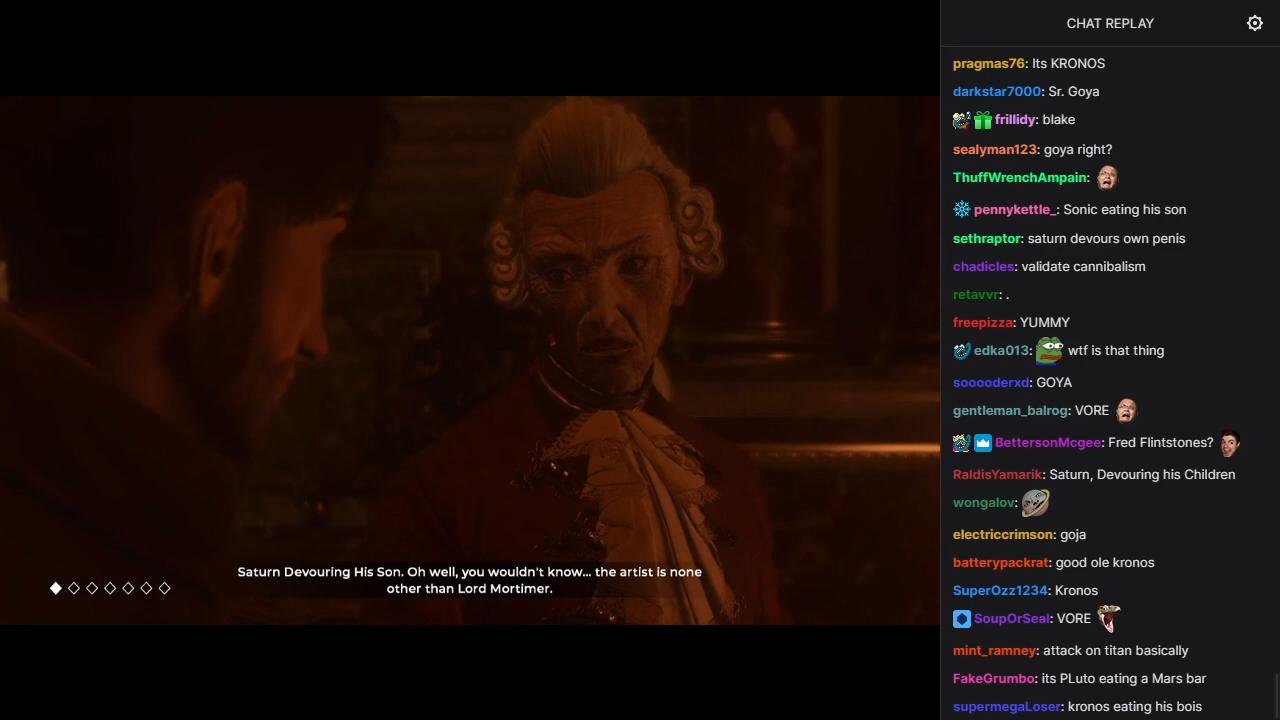 Saturn Devouring His Son. Oh well, you wouldn't know... the artist is none
other than Lord Mortimer.
CHAT REPLAY
pragmas76: Its KRONOS
darkstar7000: Sr. Goya
frillidy: blake
sealyman123: goya right?
ThuffWrenchAmpain:
pennykettle_: Sonic eating his son
sethraptor: saturn devours own penis
chadicles: validate cannibalism
retavvr: .
freepizza: YUMMY
edka013: wtf is that thing
sooooderxd: GOYA
gentleman_balrog: VORE
BettersonMcgee: Fred Flintstones?
RaldisYamarik: Saturn, Devouring his Children
wongalov:
electriccrimson: goja
batterypackrat: good ole kronos
SuperOzz1234: Kronos
SoupOrSeal: VORE
mint_ramney: attack on titan basically
FakeGrumbo: its PLuto eating a Mars bar
supermegaLoser: kronos eating his bois